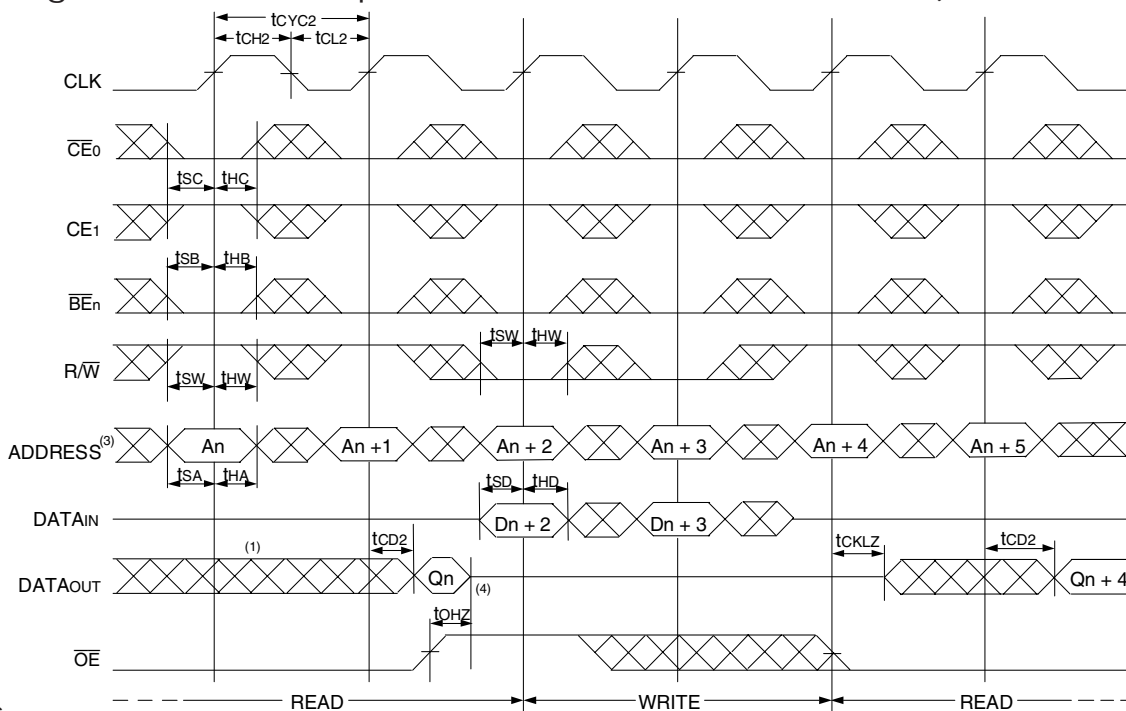 tCYC2
tCH2 tCL2
CLK
CE0
tSC tHC
CE1
tSB tHB
BEn
tSW tHW
R/W
tSW tHW
ADDRESS(3) An An +1 An + 2 An + 3 An + 4 An + 5
tSA tHA
tSD tHD
DATAIN Dn + 2 Dn + 3
(1) tCD2 tCKLZ tCD2
DATAOUT Qn (4) Qn + 4
tOHZ
OE
READ WRITE READ